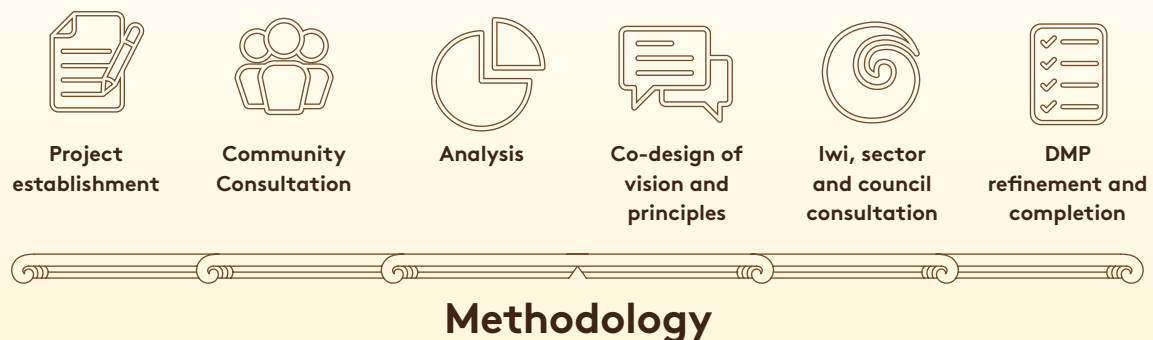 Project
establishment
Community
Consultation
Analysis
Co-design of
vision and
principles
Iwi, sector
and council
consultation
DMP
refinement and
completion
Methodology